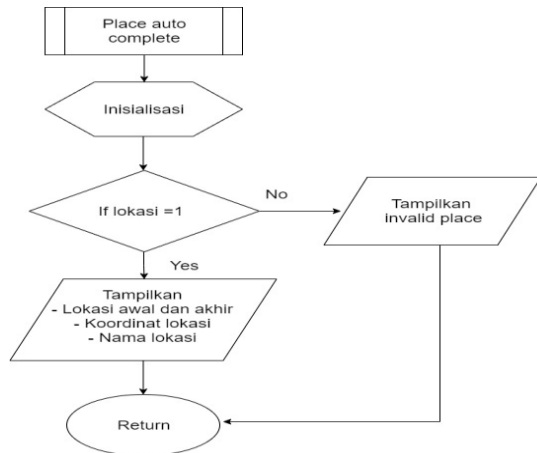 Place auto
complete
Inisialisasi
If lokasi =1
No
Tampilkan
invalid place
Yes
Tampilkan
- Lokasi awal dan akhir
- Koordinat lokasi
- Nama lokasi
Return